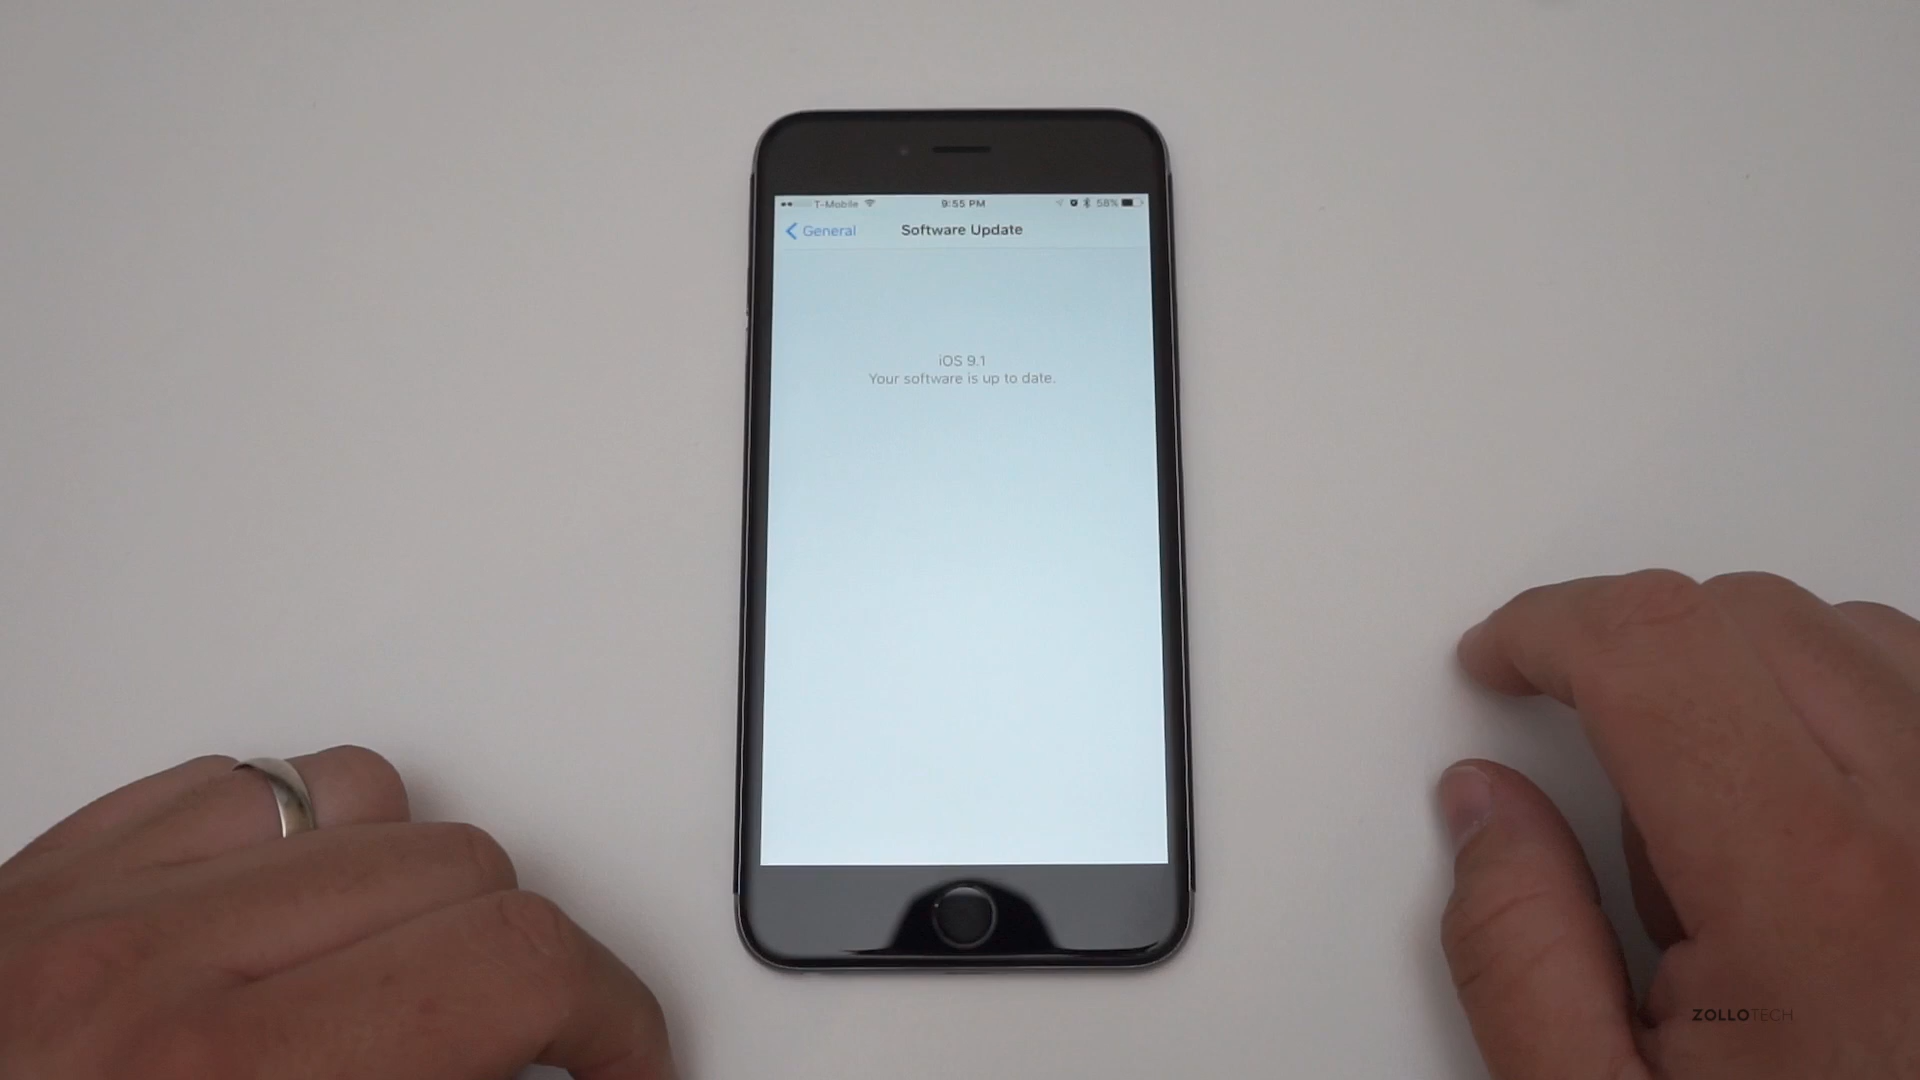 T-Mobile 9:55 PM 58%
General Software Update
iOS 9.1
Your software is up to date.
ZOLLOTECH